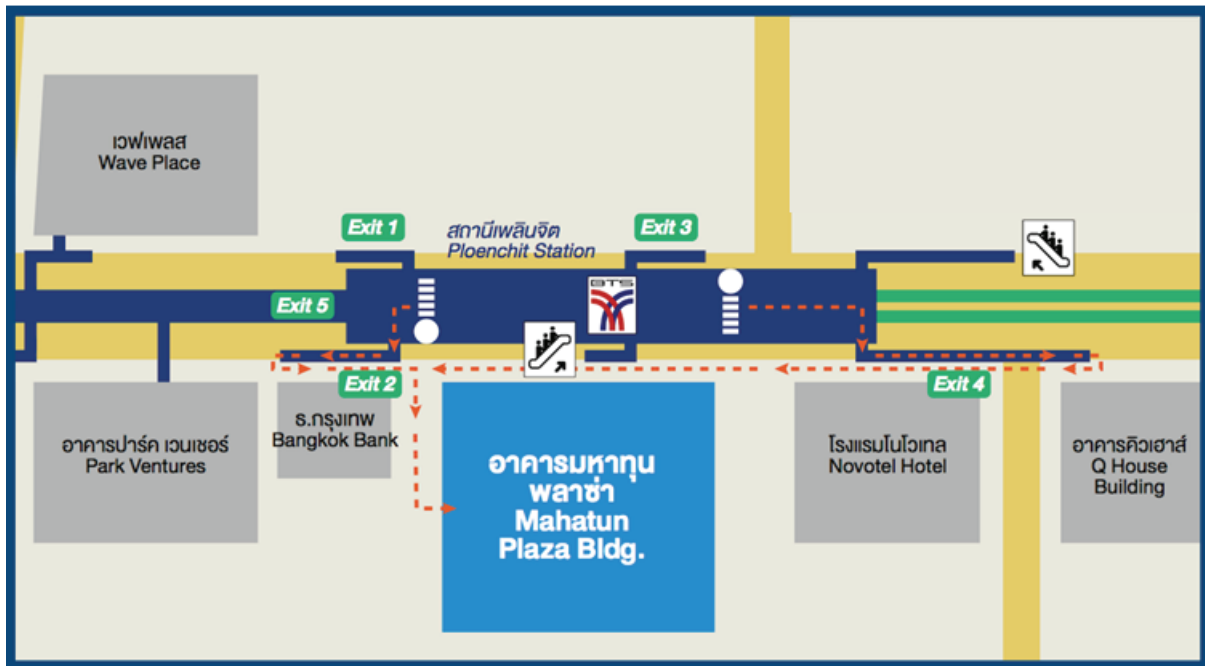 เวฟเพลส
Wave Place
Exit 1
สถานีเพลินจิต
Ploenchit Station
Exit 3
BTS
Exit 5
Exit 2
Exit 4
ธ.กรุงเทพ
Bangkok Bank
อาคารปาร์ค เวนเชอร์
Park Ventures
อาคารมหาทุน
พลาซ่า
Mahatun
Plaza Bldg.
โรงแรมโนโวเทล
Novotel Hotel
อาคารคิวเฮาส์
Q House
Building